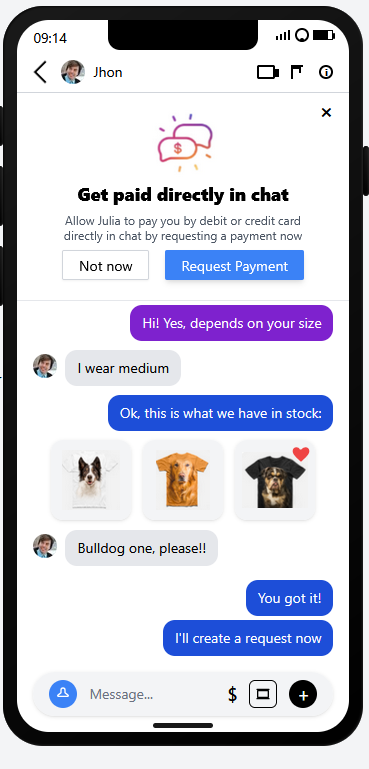 09:14
Jhon
Get paid directly in chat
Allow Julia to pay you by debit or credit card
directly in chat by requesting a payment now
Not now
Request Payment
Hi! Yes, depends on your size
I wear medium
Ok, this is what we have in stock:
Bulldog one, please!!
You got it!
I'll create a request now
Message...
$